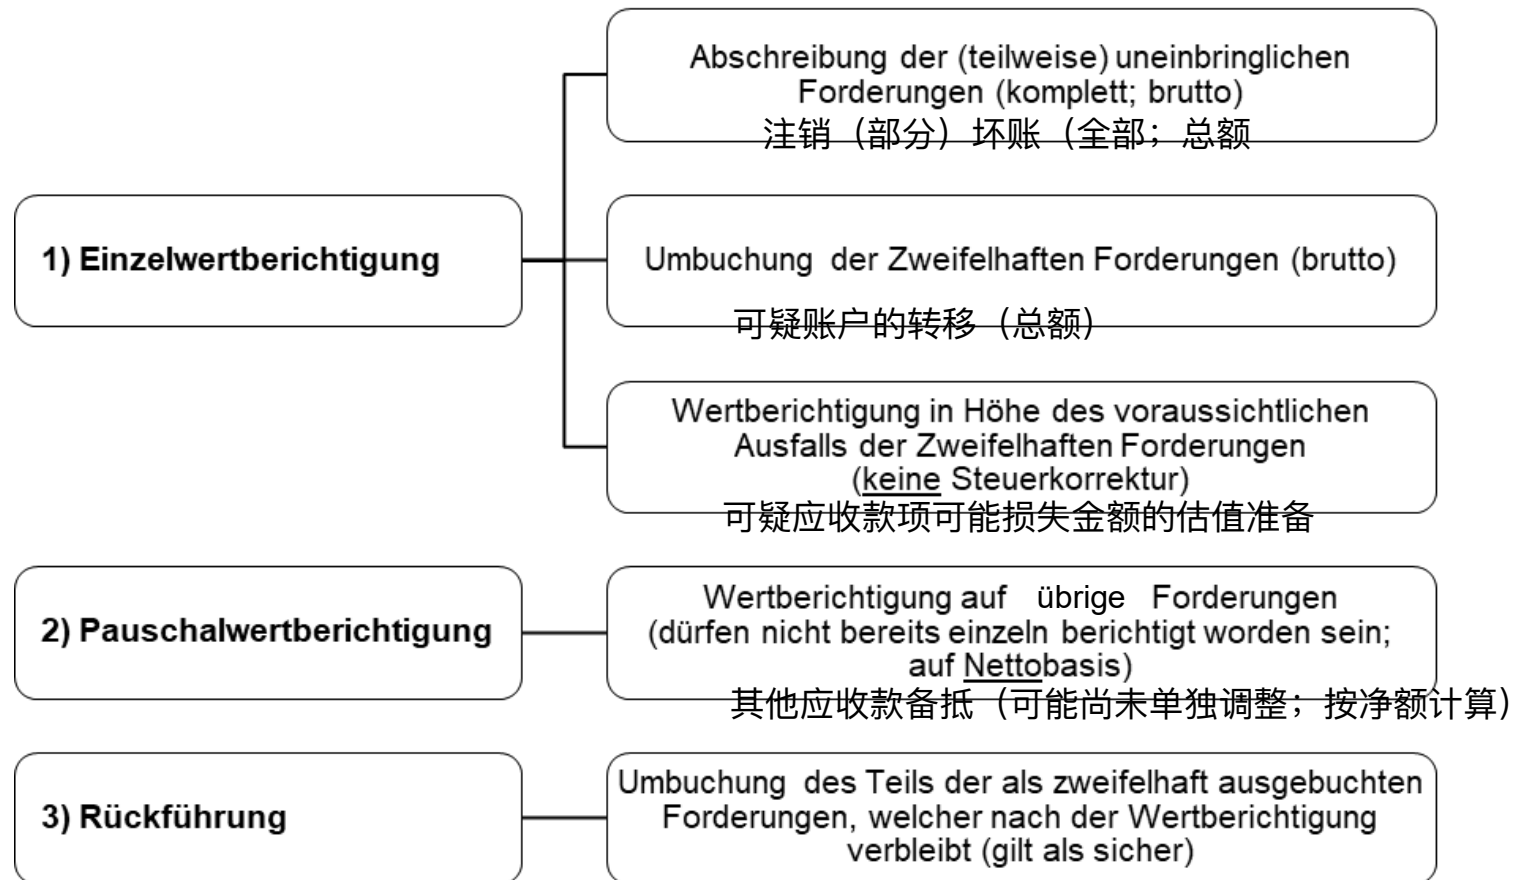 Abschreibung der (teilweise) uneinbringlichen
Forderungen (komplett; brutto)
注销（部分）坏账（全部；总额
1) Einzelwertberichtigung
Umbuchung der Zweifelhaften Forderungen (brutto)
可疑账户的转移（总额）
Wertberichtigung in Höhe des voraussichtlichen
Ausfalls der Zweifelhaften Forderungen
(keine Steuerkorrektur)
可疑应收款项可能损失金额的估值准备
2) Pauschalwertberichtigung
Wertberichtigung auf übrige Forderungen
(dürfen nicht bereits einzeln berichtigt worden sein;
auf Nettobasis)
其他应收款备抵（可能尚未单独调整；按净额计算）
3) Rückführung
Umbuchung des Teils der als zweifelhaft ausgebuchten
Forderungen, welcher nach der Wertberichtigung
verbleibt (gilt als sicher)